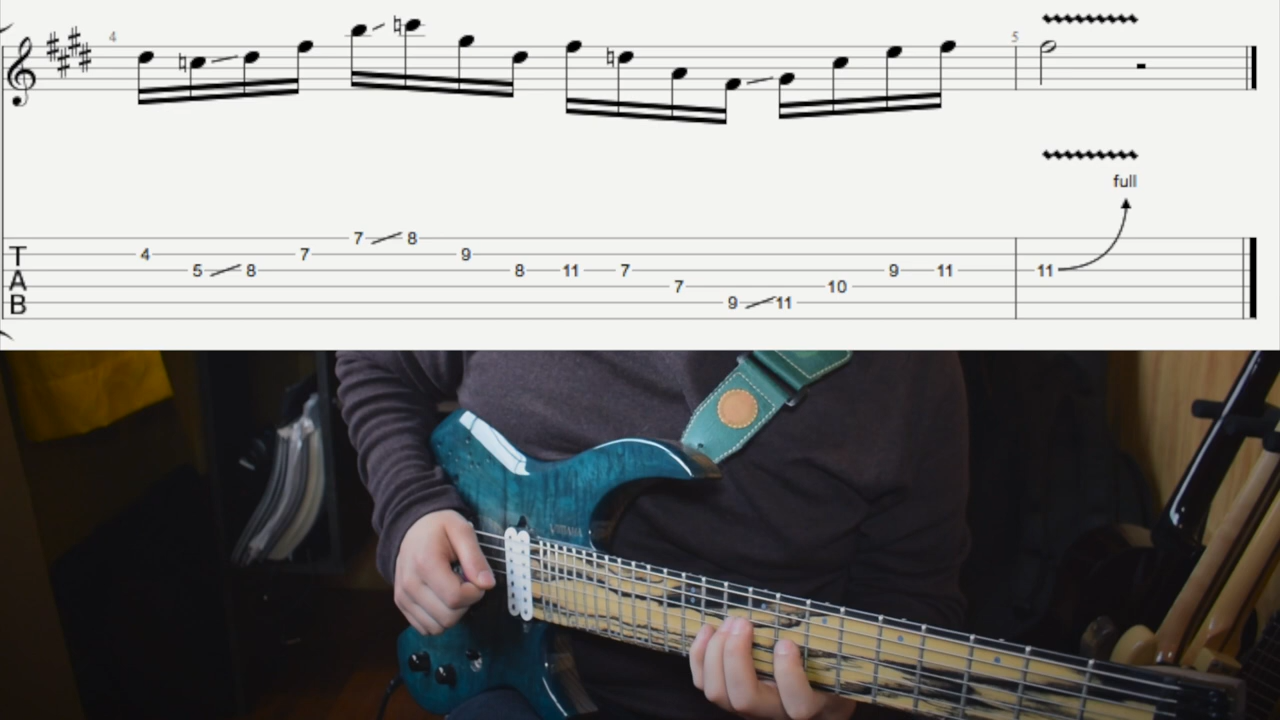 4 5
full
7 8
T 4 7 9
5 8 8 11 7 9 11 11
A 7 10
B 9 11